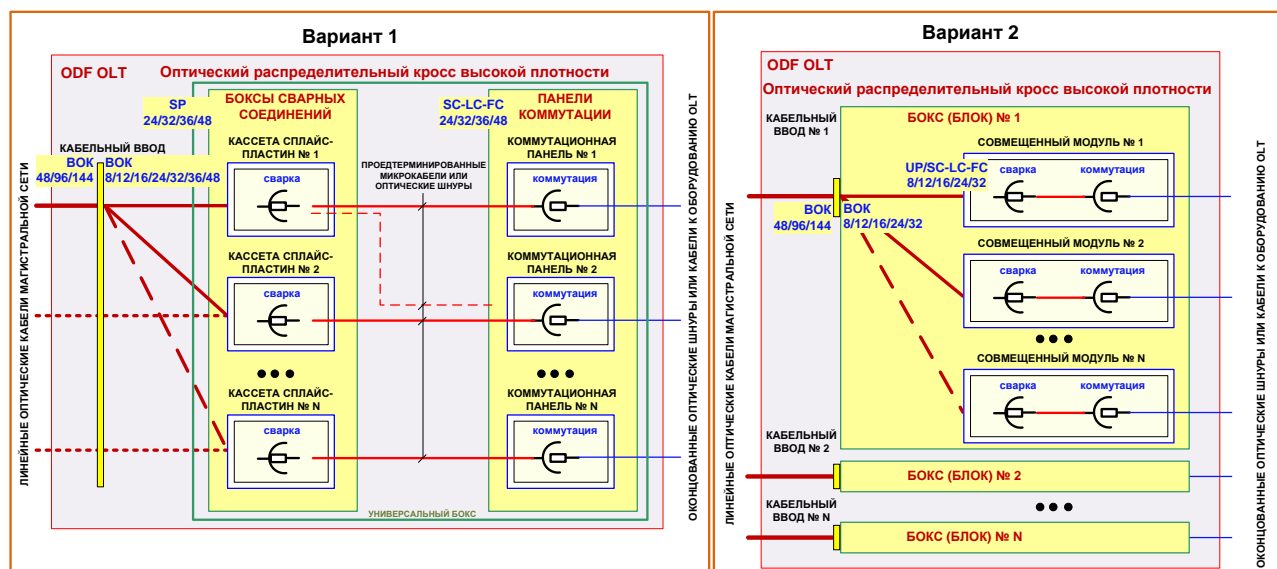 Вариант 1
ODF OLT
Оптический распределительный кросс высокой плотности
SP
24/32/36/48
БОКСЫ СВАРНЫХ
СОЕДИНЕНИЙ
SC-LC-FC
24/32/36/48
ПАНЕЛИ
КОММУТАЦИИ
КАБЕЛЬНЫЙ ВВОД
ВОК
48/96/144
ВОК
8/12/16/24/32/36/48
КАССЕТА СПЛАЙС-
ПЛАСТИН № 1
сварка
ПРОЕДТЕРМИНИРОВАННЫЕ
МИКРОКАБЕЛИ ИЛИ
ОПТИЧЕСКИЕ ШНУРЫ
КОММУТАЦИОННАЯ
ПАНЕЛЬ № 1
коммутация
КАССЕТА СПЛАЙС-
ПЛАСТИН № 2
сварка
КОММУТАЦИОННАЯ
ПАНЕЛЬ № 2
коммутация
КАССЕТА СПЛАЙС-
ПЛАСТИН № N
сварка
КОММУТАЦИОННАЯ
ПАНЕЛЬ № N
коммутация
УНИВЕРСАЛЬНЫЙ БОКС
ЛИНЕЙНЫЕ ОПТИЧЕСКИЕ КАБЕЛИ МАГИСТРАЛЬНОЙ СЕТИ
ОКОНЦОВАННЫЕ ОПТИЧЕСКИЕ ШНУРЫ ИЛИ КАБЕЛИ К ОБОРУДОВАНИЮ OLT
Вариант 2
ODF OLT
Оптический распределительный кросс высокой плотности
КАБЕЛЬНЫЙ
ВВОД № 1
БОКС (БЛОК) № 1
СОВМЕЩЕННЫЙ МОДУЛЬ № 1
UP/SC-LC-FC
8/12/16/24/32
сварка
коммутация
ВОК
48/96/144
ВОК
8/12/16/24/32
СОВМЕЩЕННЫЙ МОДУЛЬ № 2
сварка
коммутация
СОВМЕЩЕННЫЙ МОДУЛЬ № N
сварка
коммутация
КАБЕЛЬНЫЙ
ВВОД №2
БОКС (БЛОК) № 2
КАБЕЛЬНЫЙ
ВВОД № N
БОКС (БЛОК) № N
ЛИНЕЙНЫЕ ОПТИЧЕСКИЕ КАБЕЛИ МАГИСТРАЛЬНОЙ СЕТИ
ОКОНЦОВАННЫЕ ОПТИЧЕСКИЕ ШНУРЫ ИЛИ КАБЕЛИ К ОБОРУДОВАНИЮ OLT